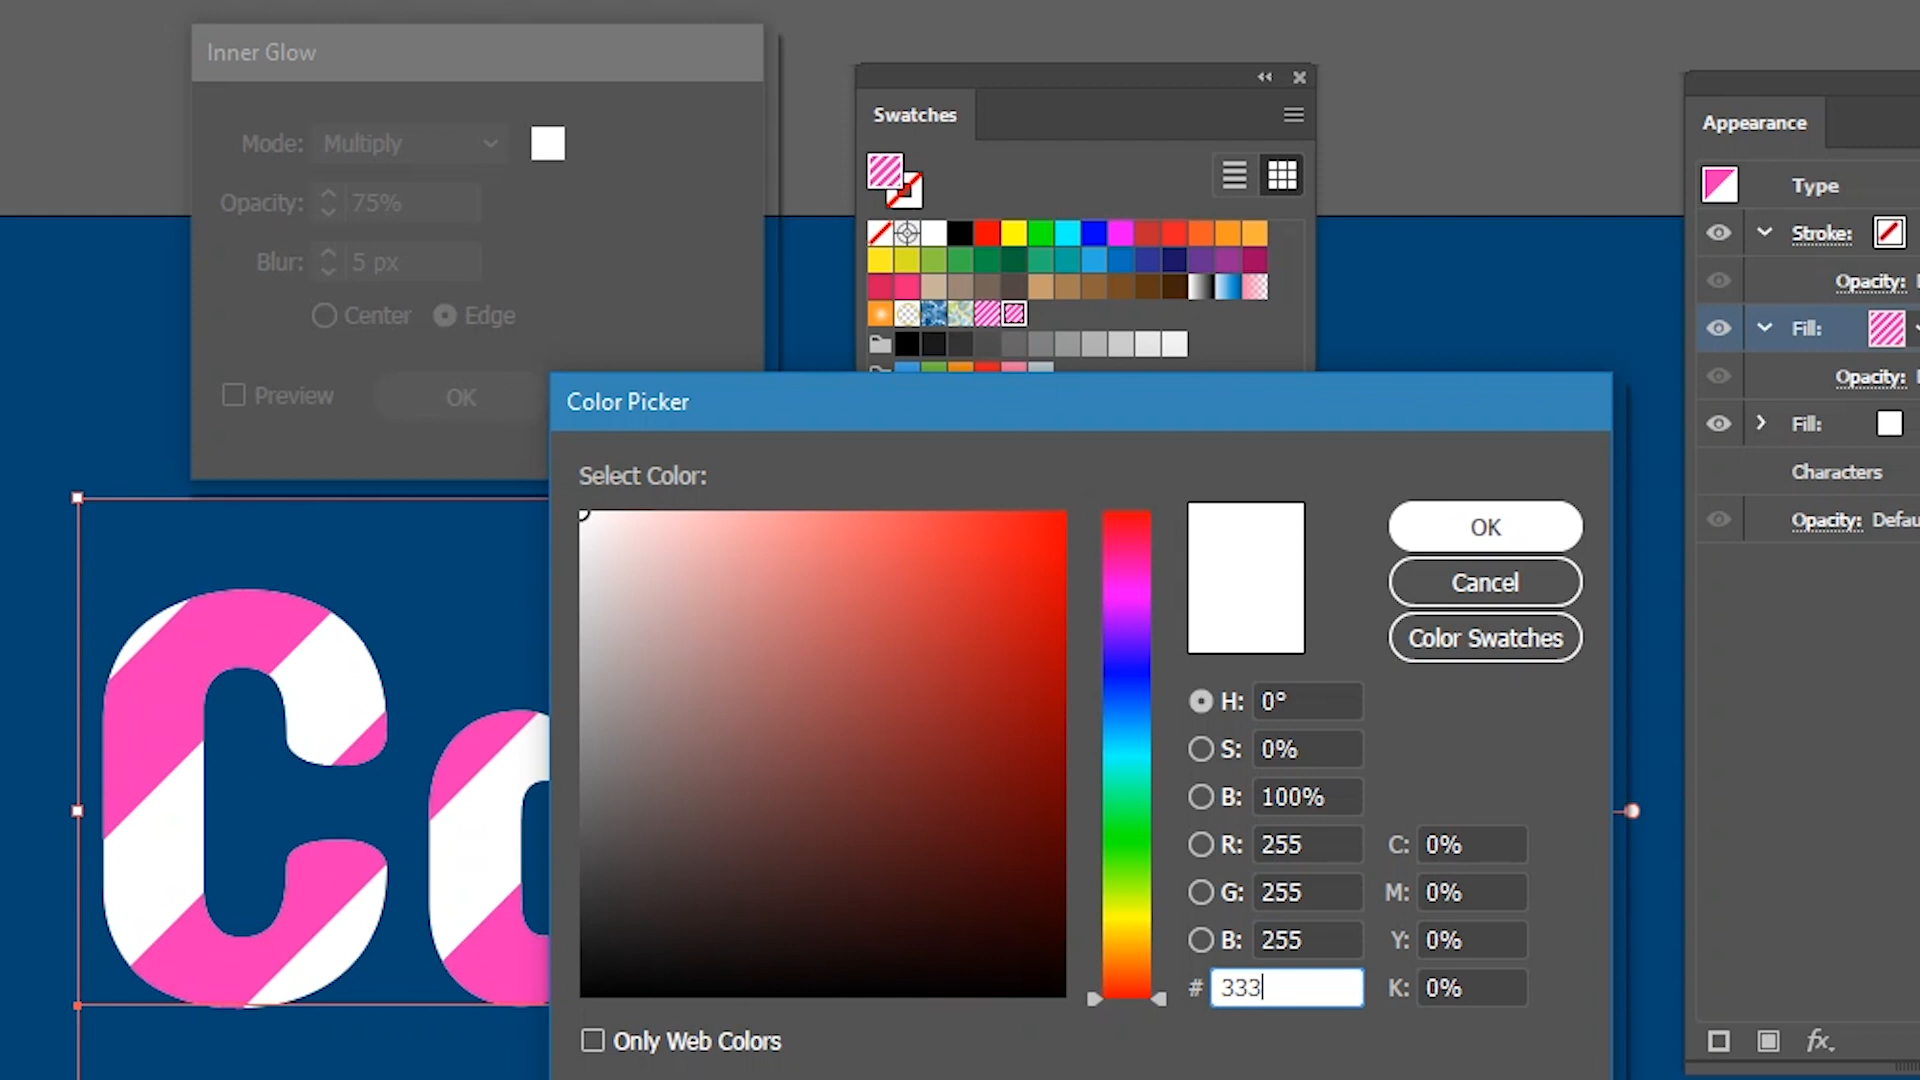 Inner Glow
Mode: Multiply
Opacity: 75%
Blur: 5 px
Center Edge
Preview OK
Swatches
Appearance
Type
Stroke:
Opacity:
Fill:
Opacity:
Fill:
Characters
Opacity: Defau
fx.
Color Picker
Select Color:
OK
Cancel
Color Swatches
H: 0°
S: 0%
B: 100%
R: 255 C: 0%
G: 255 M: 0%
B: 255 Y: 0%
# 333 K: 0%
Only Web Colors
C